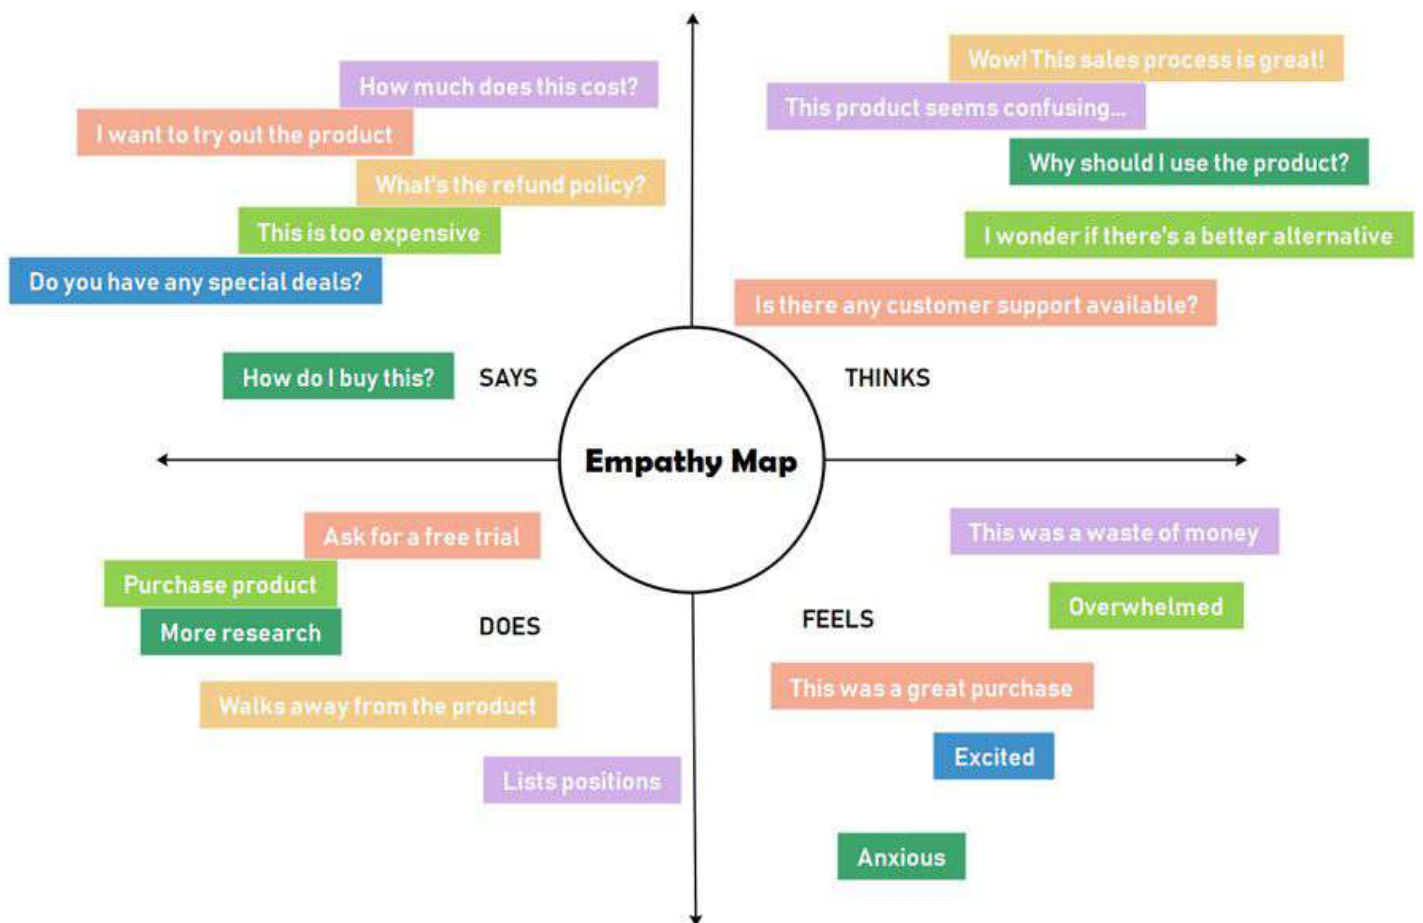 How much does this cost?
I want to try out the product
What's the refund policy?
This is too expensive
Do you have any special deals?
How do I buy this?
SAYS
Wow! This sales process is great!
This product seems confusing...
Why should I use the product?
I wonder if there's a better alternative
Is there any customer support available?
THINKS
Empathy Map
Ask for a free trial
Purchase product
More research
DOES
Walks away from the product
Lists positions
This was a waste of money
Overwhelmed
FEELS
This was a great purchase
Excited
Anxious